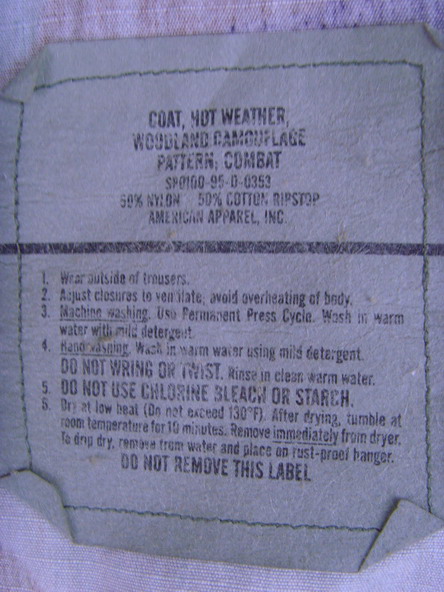 COAT, HOT WEATHER,
WOODLAND CAMOUFLAGE
PATTERN, COMBAT
SP0100-95-D-0353
50% NYLON 50% COTTON RIPSTOP
AMERICAN APPAREL, INC.
1. Wear outside of trousers.
2. Adjust closures to ventilate, avoid overheating of body.
3. Machine washing. Use Permanent Press Cycle. Wash in warm
water with mild detergent.
4. Hand washing. Wash in warm water using mild detergent.
DO NOT WRING OR TWIST. Rinse in clean warm water.
5. DO NOT USE CHLORINE BLEACH OR STARCH.
6. Dry at low heat (Do not exceed 130°F). After drying, tumble at
room temperature for 10 minutes. Remove immediately from dryer.
To drip dry, remove from water and place on rust-proof hanger.
DO NOT REMOVE THIS LABEL